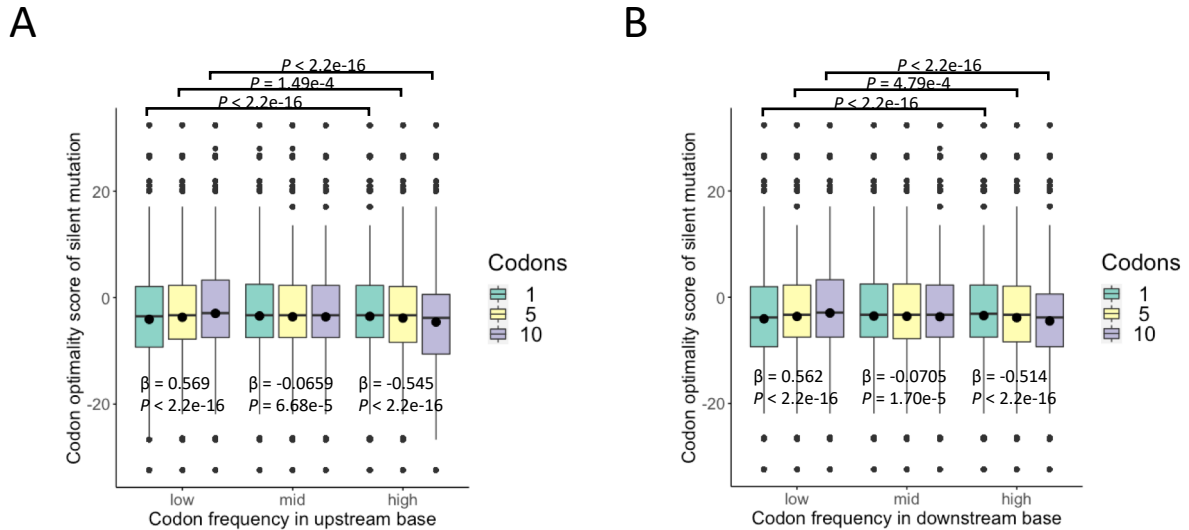 A
P < 2.2e-16
P = 1.49e-4
P < 2.2e-16
Codon optimality score of silent mutation
20
0
-20
β = 0.569
P < 2.2e-16
β = -0.0659
P = 6.68e-5
β = -0.545
P < 2.2e-16
low
mid
high
Codon frequency in upstream base
Codons
1
5
10
B
P < 2.2e-16
P = 4.79e-4
P < 2.2e-16
Codon optimality score of silent mutation
20
0
-20
β = 0.562
P < 2.2e-16
β = -0.0705
P = 1.70e-5
β = -0.514
P < 2.2e-16
low
mid
high
Codon frequency in downstream base
Codons
1
5
10